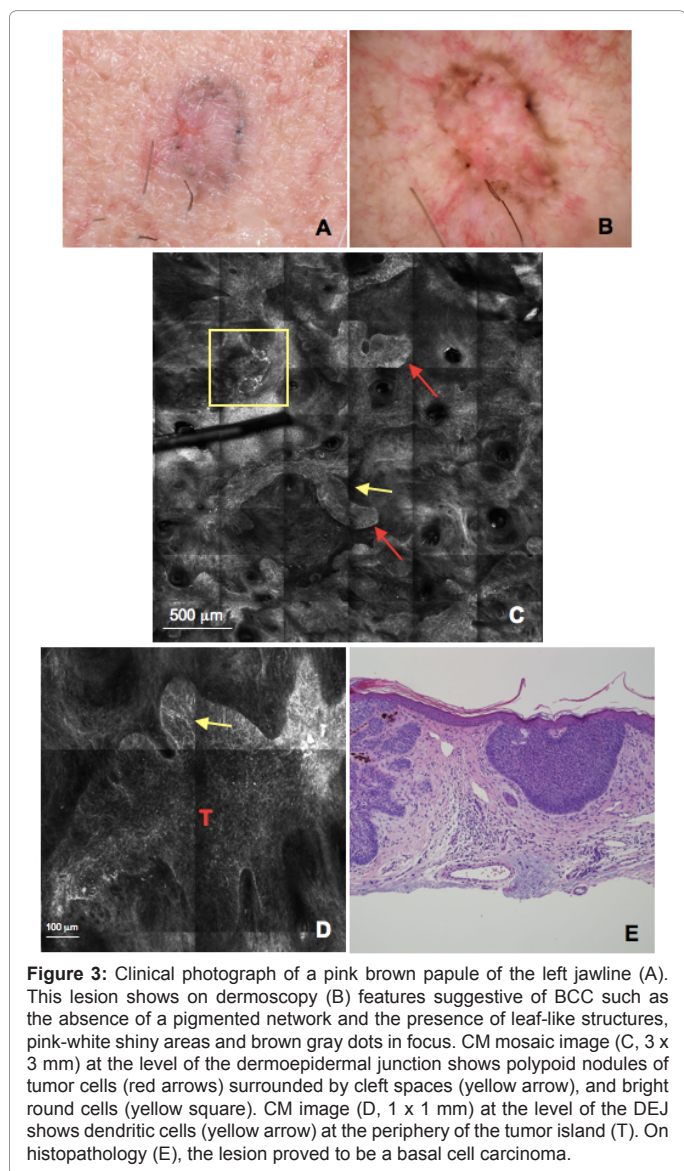 A
B
500 μm
C
T
100 μm
D
E
Figure 3: Clinical photograph of a pink brown papule of the left jawline (A).
This lesion shows on dermoscopy (B) features suggestive of BCC such as
the absence of a pigmented network and the presence of leaf-like structures,
pink-white shiny areas and brown gray dots in focus. CM mosaic image (C, 3 x
3 mm) at the level of the dermoepidermal junction shows polypoid nodules of
tumor cells (red arrows) surrounded by cleft spaces (yellow arrow), and bright
round cells (yellow square). CM image (D, 1 x 1 mm) at the level of the DEJ
shows dendritic cells (yellow arrow) at the periphery of the tumor island (T). On
histopathology (E), the lesion proved to be a basal cell carcinoma.